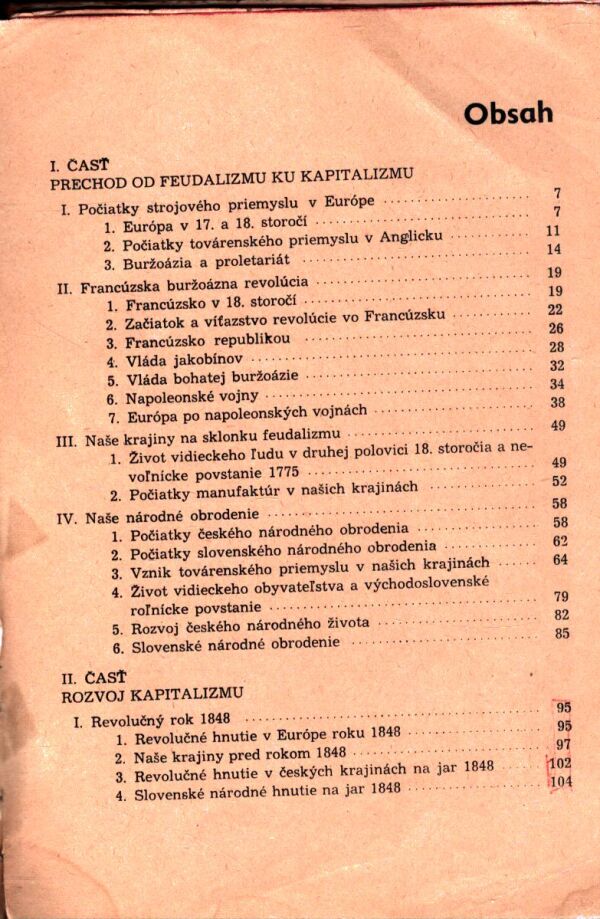 Obsah
I. ČASŤ
PRECHOD OD FEUDALIZMU KU KAPITALIZMU
I. Počiatky strojového priemyslu v Európe 7
1. Európa v 17. a 18. storočí 7
2. Počiatky továrenského priemyslu v Anglicku 11
3. Buržoázia a proletariát 14
II. Francúzska buržoázna revolúcia 19
1. Francúzsko v 18. storočí 19
2. Začiatok a víťazstvo revolúcie vo Francúzsku 22
3. Francúzsko republikou 26
4. Vláda jakobínov 28
5. Vláda bohatej buržoázie 32
6. Napoleonské vojny 34
7. Európa po napoleonských vojnách 38
III. Naše krajiny na sklonku feudalizmu 49
1. Život vidieckeho ľudu v druhej polovici 18. storočia a ne-
voľnícke povstanie 1775 49
2. Počiatky manufaktúr v našich krajinách 52
IV. Naše národné obrodenie 58
1. Počiatky českého národného obrodenia 58
2. Počiatky slovenského národného obrodenia 62
3. Vznik továrenského priemyslu v našich krajinách 64
4. Život vidieckeho obyvateľstva a východoslovenské
roľnícke povstanie 79
5. Rozvoj českého národného života 82
6. Slovenské národné obrodenie 85
II. ČASŤ
ROZVOJ KAPITALIZMU
I. Revolučný rok 1848 95
1. Revolučné hnutie v Európe roku 1848 95
2. Naše krajiny pred rokom 1848 97
3. Revolučné hnutie v českých krajinách na jar 1848 102
4. Slovenské národné hnutie na jar 1848 104